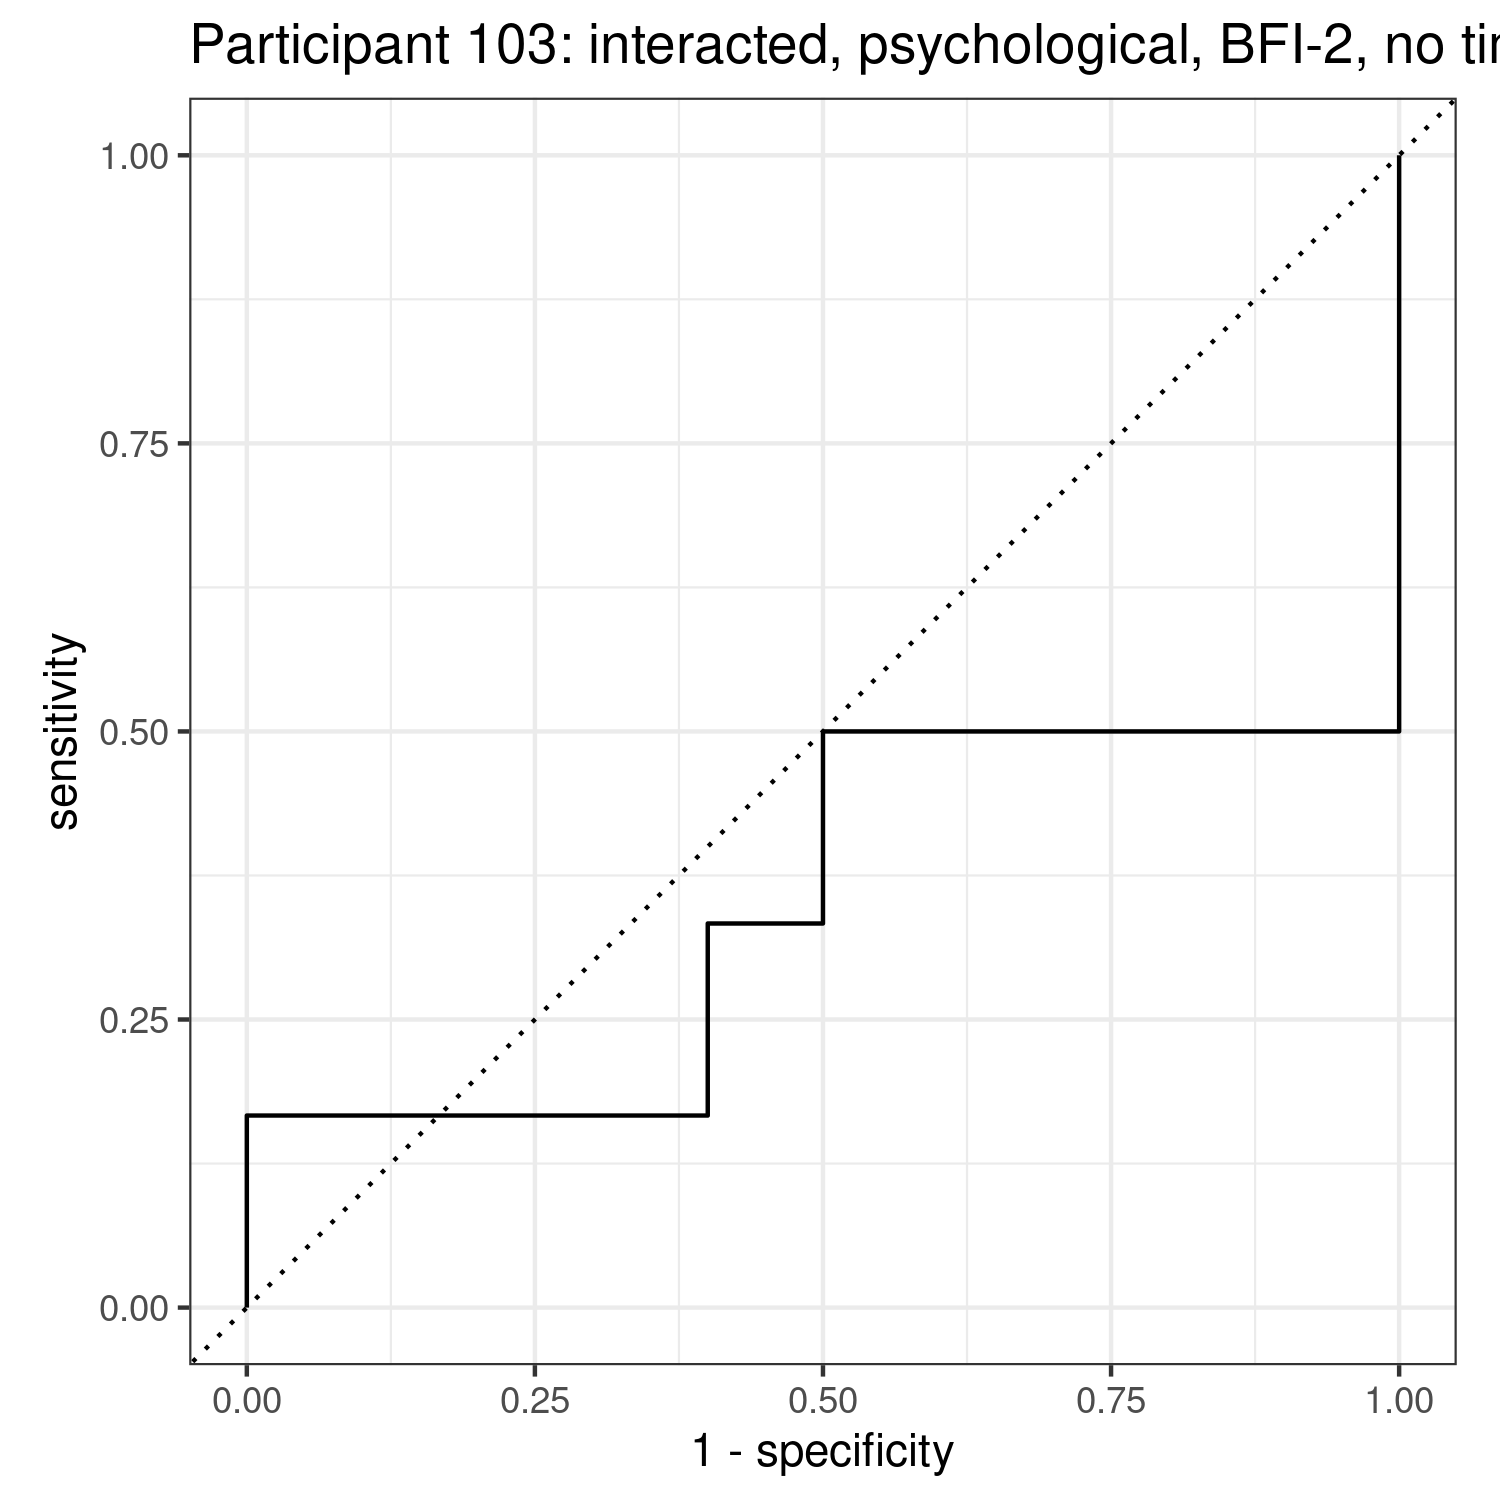 Participant 103: interacted, psychological, BFI-2, no
1.00
0.75
0.50
0.25
0.00
sensitivity
0.00 0.25 0.50 0.75 1.00
1 - specificity